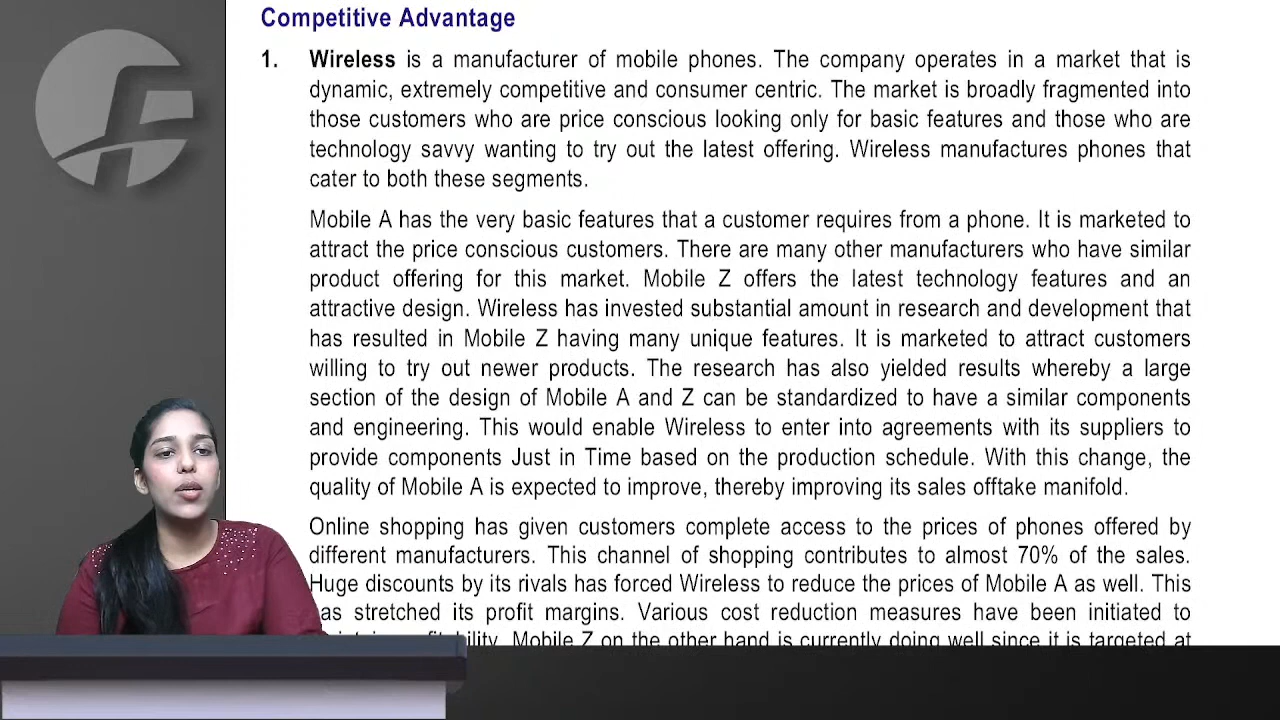 Competitive Advantage
1. Wireless is a manufacturer of mobile phones. The company operates in a market that is
dynamic, extremely competitive and consumer centric. The market is broadly fragmented into
those customers who are price conscious looking only for basic features and those who are
technology savvy wanting to try out the latest offering. Wireless manufactures phones that
cater to both these segments.
Mobile A has the very basic features that a customer requires from a phone. It is marketed to
attract the price conscious customers. There are many other manufacturers who have similar
product offering for this market. Mobile Z offers the latest technology features and an
attractive design. Wireless has invested substantial amount in research and development that
has resulted in Mobile Z having many unique features. It is marketed to attract customers
willing to try out newer products. The research has also yielded results whereby a large
section of the design of Mobile A and Z can be standardized to have a similar components
and engineering. This would enable Wireless to enter into agreements with its suppliers to
provide components Just in Time based on the production schedule. With this change, the
quality of Mobile A is expected to improve, thereby improving its sales offtake manifold.
Online shopping has given customers complete access to the prices of phones offered by
different manufacturers. This channel of shopping contributes to almost 70% of the sales.
Huge discounts by its rivals has forced Wireless to reduce the prices of Mobile A as well. This
has stretched its profit margins. Various cost reduction measures have been initiated to
Mobile Z on the other hand is currently doing well since it is targeted at